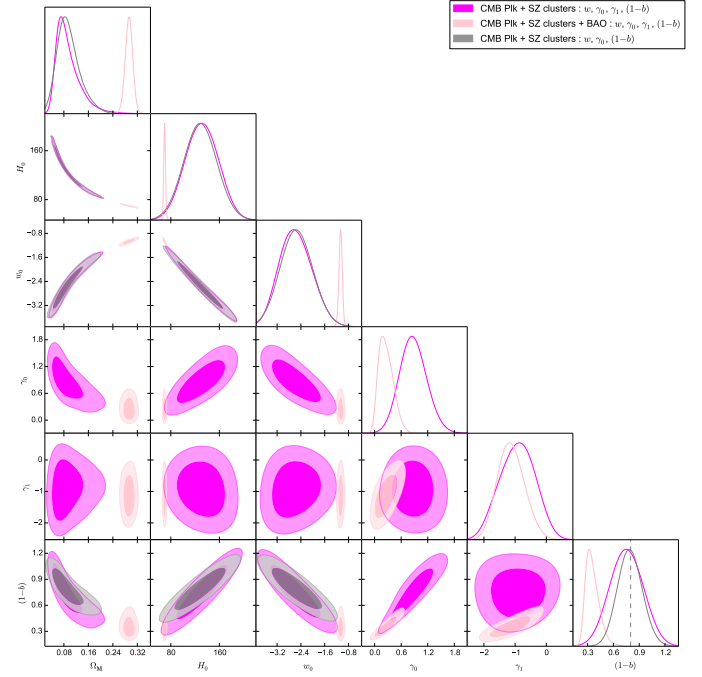 CMB Plk + SZ clusters : w, γ₀, γ₁, (1−b)
CMB Plk + SZ clusters + BAO : w, γ₀, γ₁, (1−b)
CMB Plk + SZ clusters : w, γ₀, (1−b)
H₀
160
80
w₀
−0.8
−1.6
−2.4
−3.2
γ₀
1.8
1.2
0.6
0.0
γ₁
0
−1
−2
(1−b)
1.2
0.9
0.6
0.3
0.08 0.16 0.24 0.32
80 160
−3.2 −2.4 −1.6 −0.8
0.0 0.6 1.2 1.8
−2 −1 0
0.3 0.6 0.9 1.2
Ω_M H₀ w₀ γ₀ γ₁ (1−b)